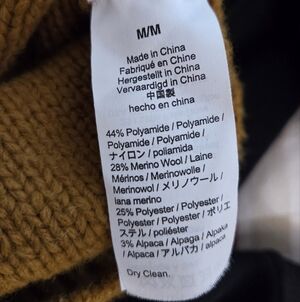 M/M
Made in China
Fabriqué en Chine
Hergestellt in China
Vervaardigd in China
中国製
hecho en china
44% Polyamide / Polyamide /
Polyamide / Polyamide /
ナイロン / poliamida
28% Merino Wool / Laine
Mérinos / Merinowolle /
Merinowol / メリノウール /
lana merino
25% Polyester / Polyester /
Polyester / Polyester / ポリエ
ステル / poliéster
3% Alpaca / Alpaga / Alpaka
/ Alpaca / アルパカ / alpaca
Dry Clean.